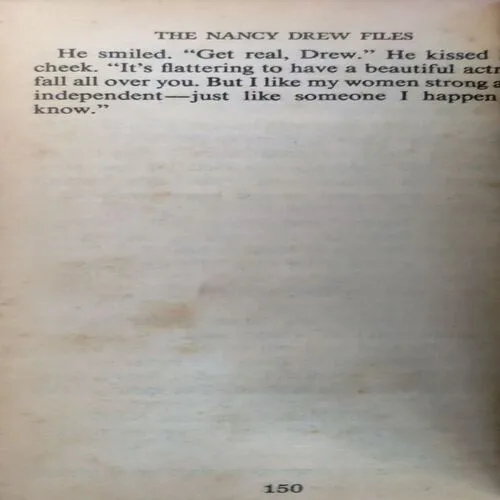 THE NANCY DREW FILES
He smiled. “Get real, Drew.” He kissed
cheek. “It’s flattering to have a beautiful
fall all over you. But I like my women strong
independent—just like someone I happen
know.”
150